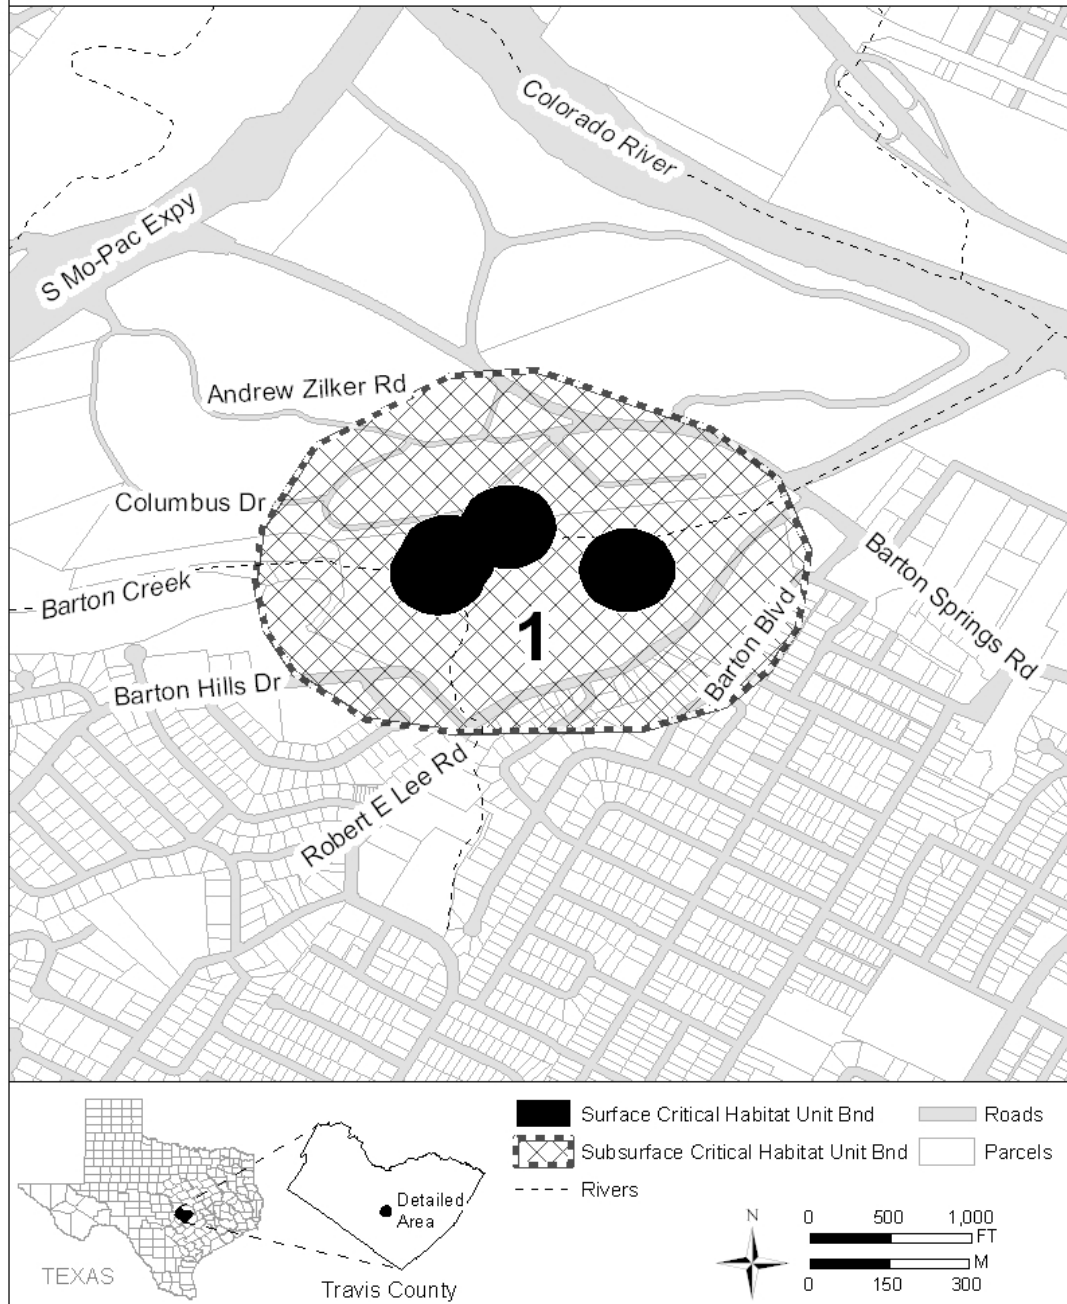 Colorado River
S Mo-Pac Expy
Andrew Zilker Rd
Columbus Dr
Barton Creek
Barton Springs Rd
1
Barton Blvd
Barton Hills Dr
Robert E Lee Rd
Surface Critical Habitat Unit Bnd
Roads
Subsurface Critical Habitat Unit Bnd
Parcels
Rivers
Detailed
Area
TEXAS
Travis County
N
0 500 1,000
FT
M
0 150 300